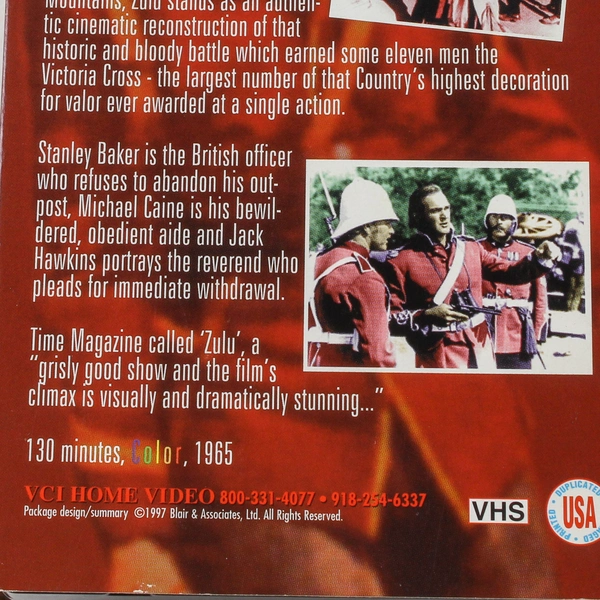 Mountains, Zulu stands as an authen-
tic cinematic reconstruction of that
historic and bloody battle which earned some eleven men the
Victoria Cross - the largest number of that Country's highest decoration
for valor ever awarded at a single action.
Stanley Baker is the British officer
who refuses to abandon his out-
post, Michael Caine is his bewil-
dered, obedient aide and Jack
Hawkins portrays the reverend who
pleads for immediate withdrawal.
Time Magazine called 'Zulu', a
"grisly good show and the film's
climax is visually and dramatically stunning..."
130 minutes, Color, 1965
VCI HOME VIDEO 800-331-4077 • 918-254-6337
Package design/summary ©1997 Blair & Associates, Ltd. All Rights Reserved.
VHS
DUPLICATED
USA
PRINTED